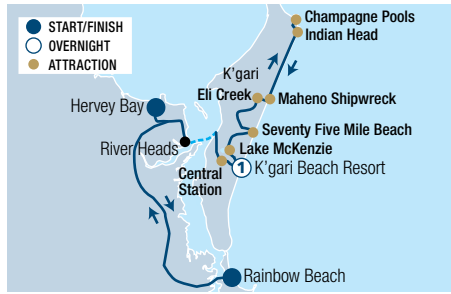 START/FINISH
OVERNIGHT
ATTRACTION
Champagne Pools
Indian Head
K'gari
Eli Creek
Maheno Shipwreck
Hervey Bay
River Heads
Seventy Five Mile Beach
Lake McKenzie
Central
Station
1
K'gari Beach Resort
Rainbow Beach